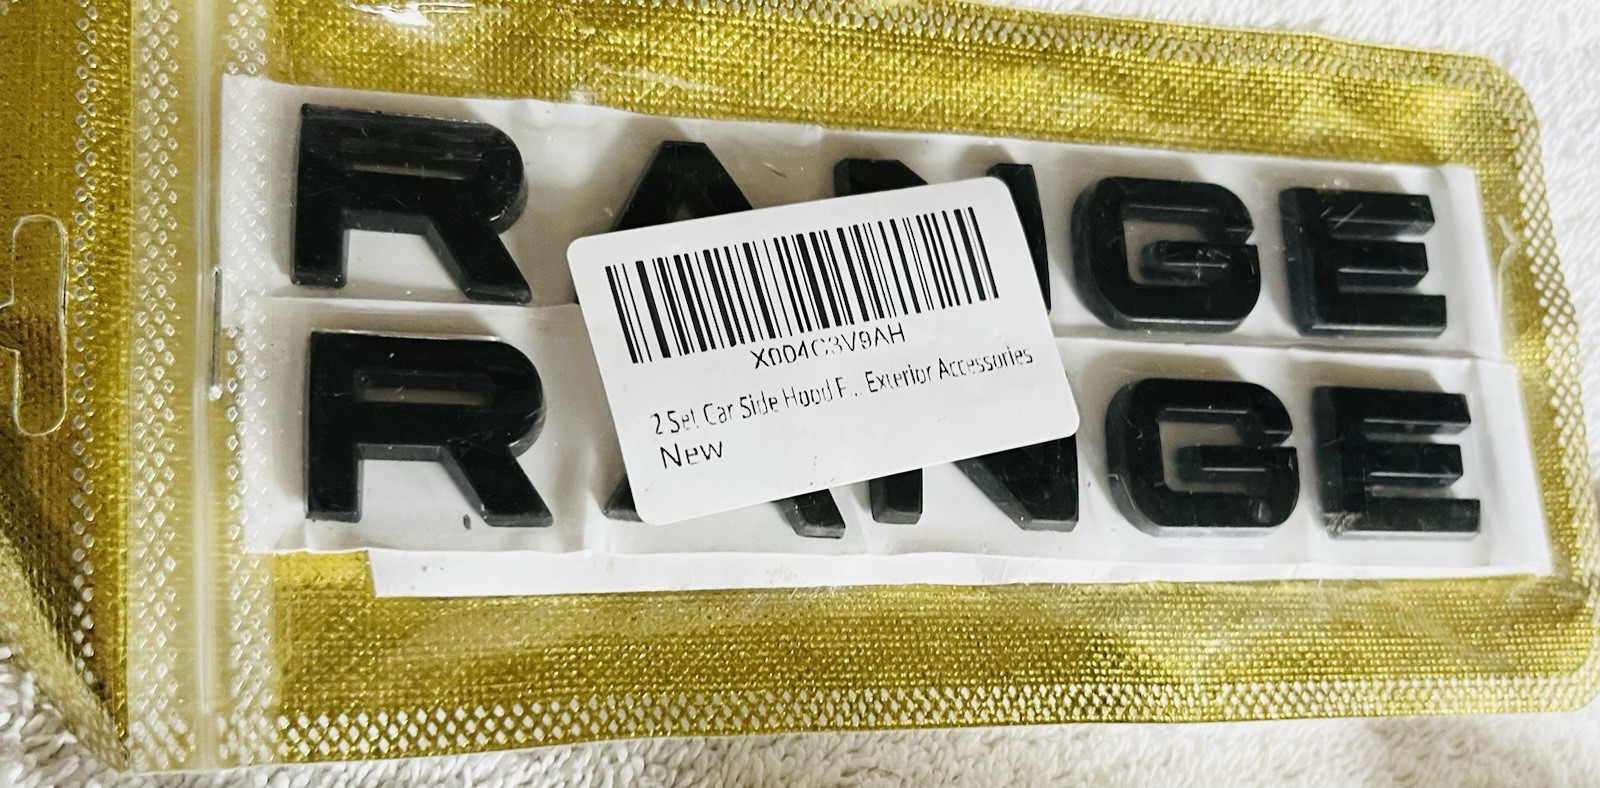 RANGE
X004C3V9AH
2 Set Car Side Hood F... Exterior Accessories
New
RANGE